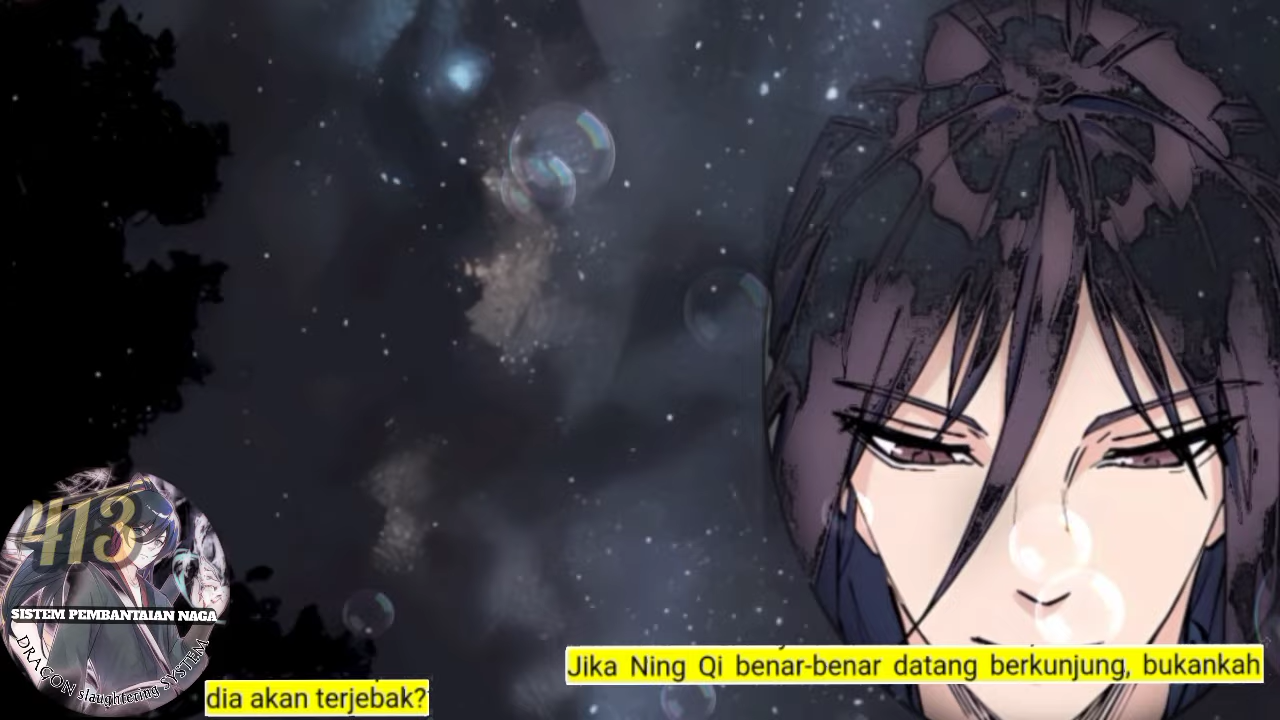 413
SISTEM PEMBANTAIAN NAGA
DRAGON slaughtering SYSTEM
Jika Ning Qi benar-benar datang berkunjung, bukankah
dia akan terjebak?